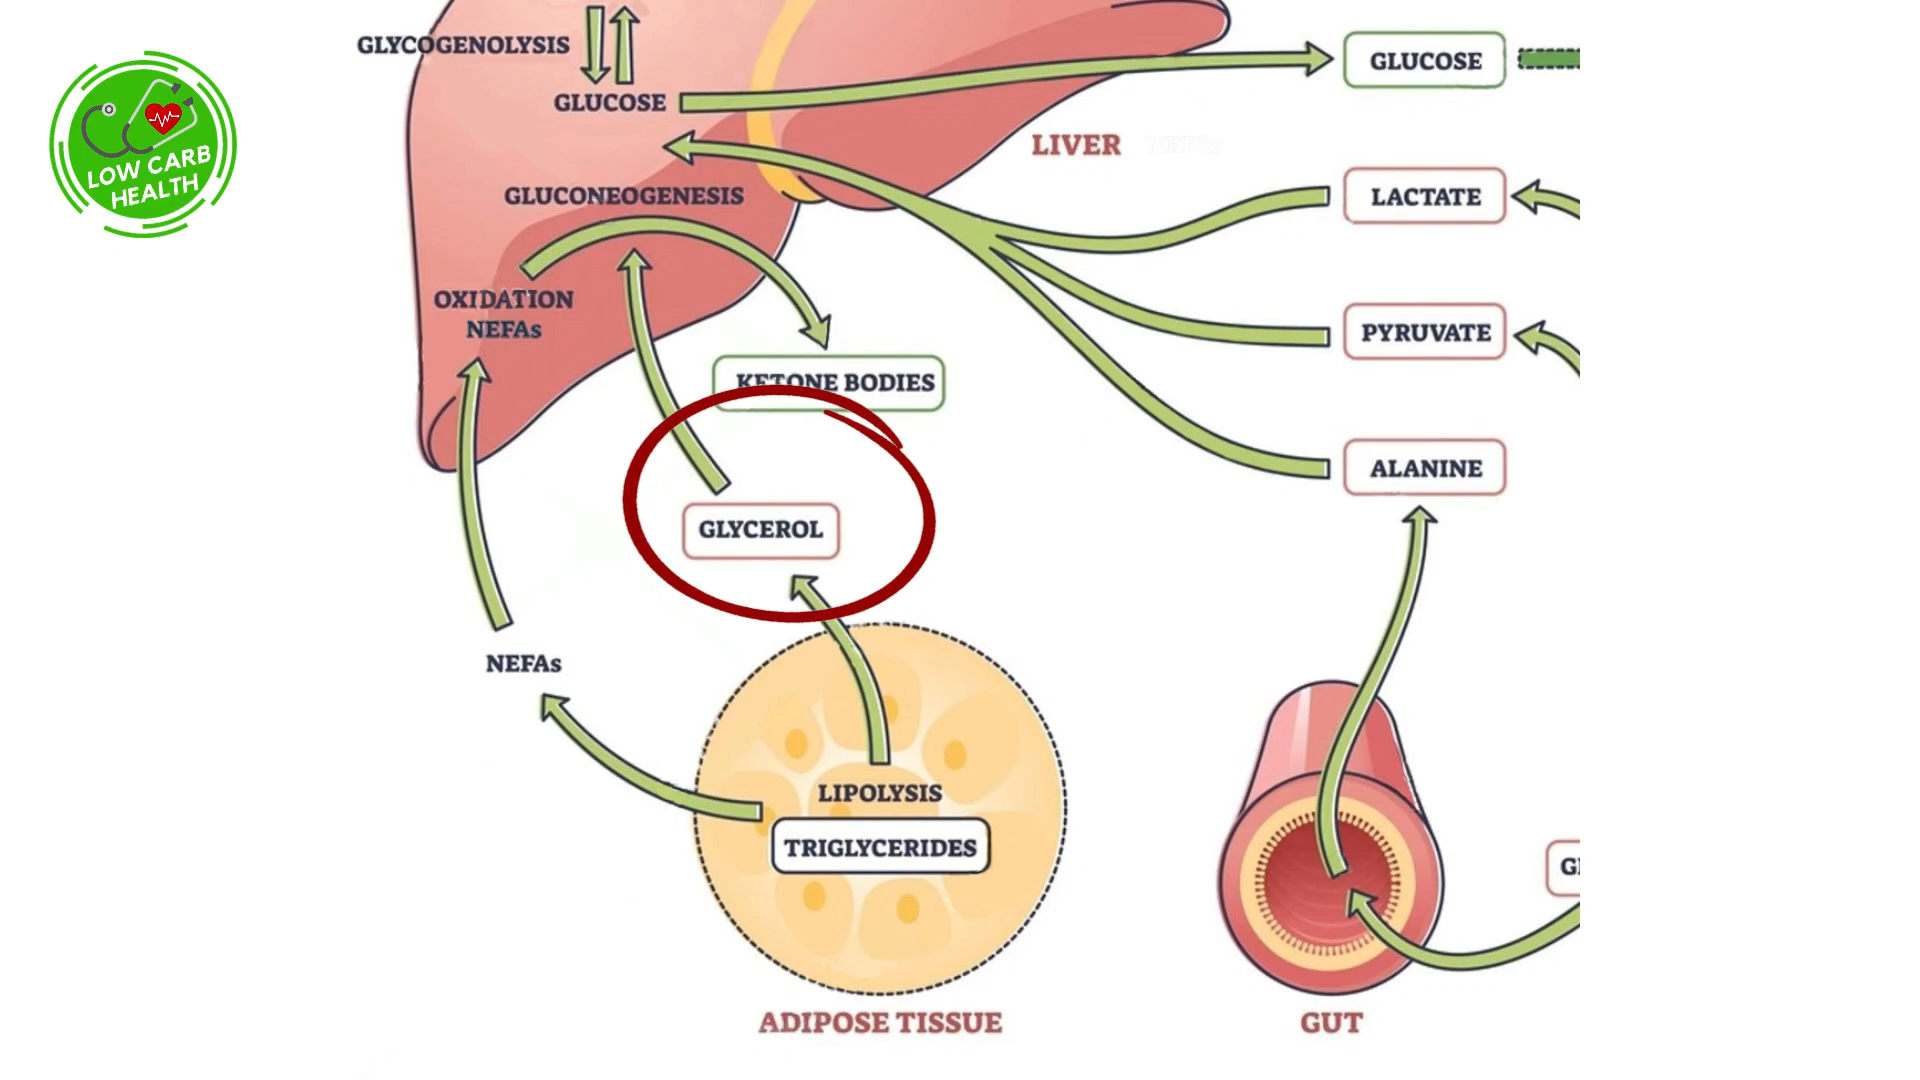 GLYCOGENOLYSIS
GLUCOSE
GLUCOSE
LOW CARB
HEALTH
LIVER
LACTATE
GLUCONEOGENESIS
OXIDATION
NEFAs
PYRUVATE
KETONE BODIES
ALANINE
GLYCEROL
NEFAs
LIPOLYSIS
TRIGLYCERIDES
ADIPOSE TISSUE
GUT